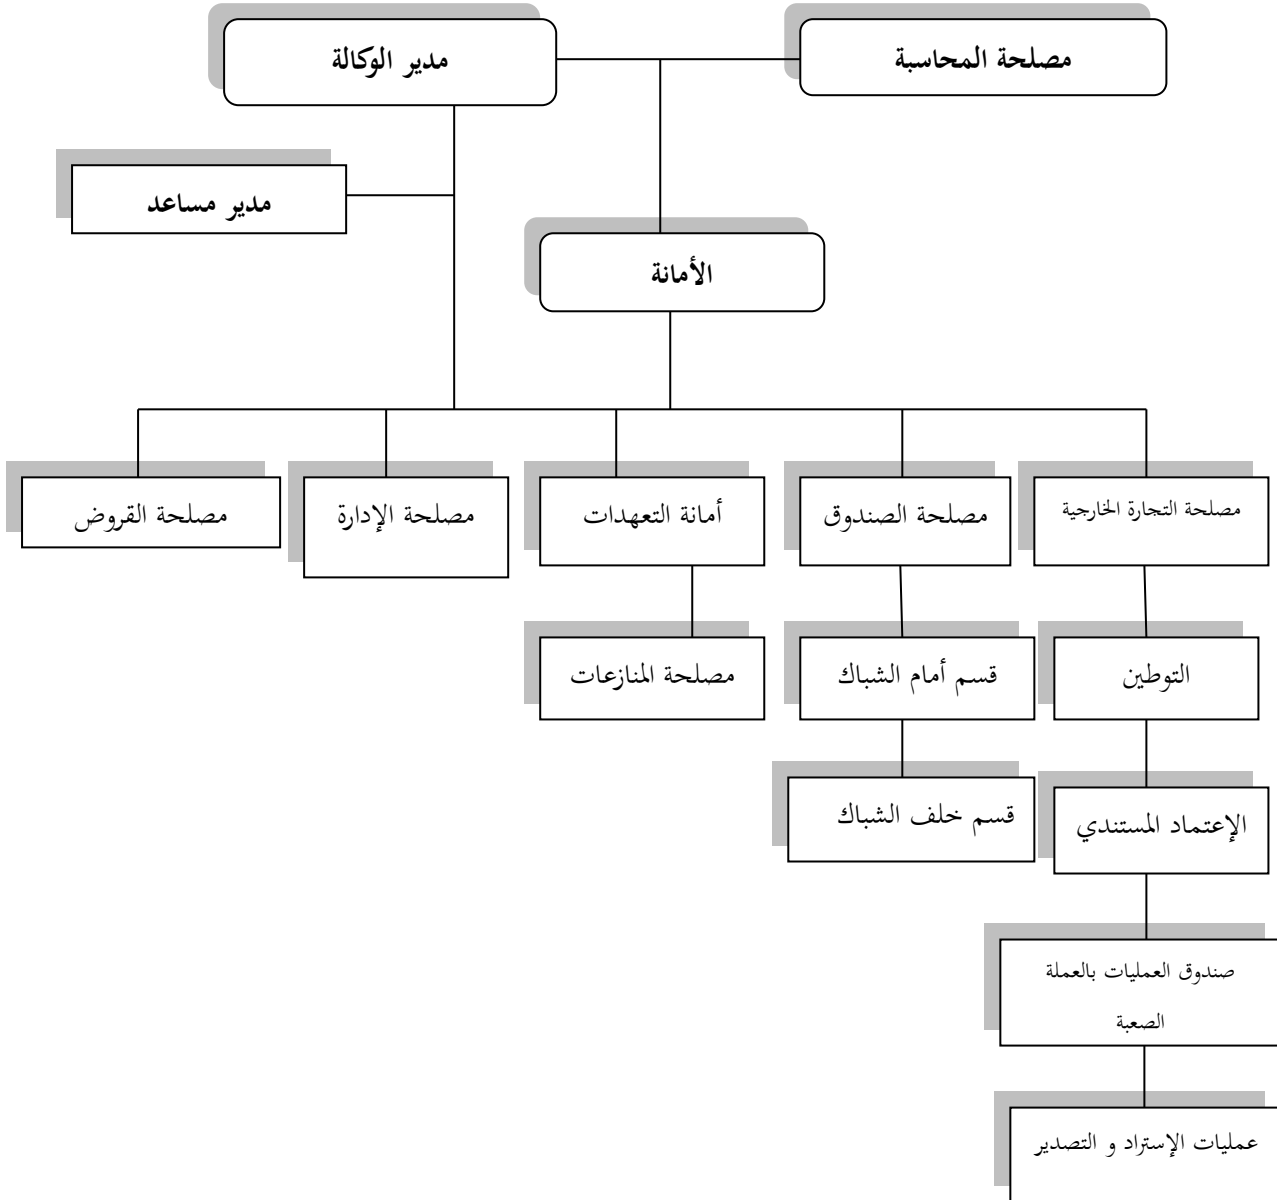 مصلحة المحاسبة
مدير الوكالة
مدير مساعد
الأمانة
مصلحة التجارة الخارجية
مصلحة الصندوق
أمانة التعهدات
مصلحة الإدارة
مصلحة القروض
التوطين
قسم أمام الشباك
مصلحة المنازعات
الإعتماد المستندي
قسم خلف الشباك
صندوق العمليات بالعملة
الصعبة
عمليات الإستراد و التصدير